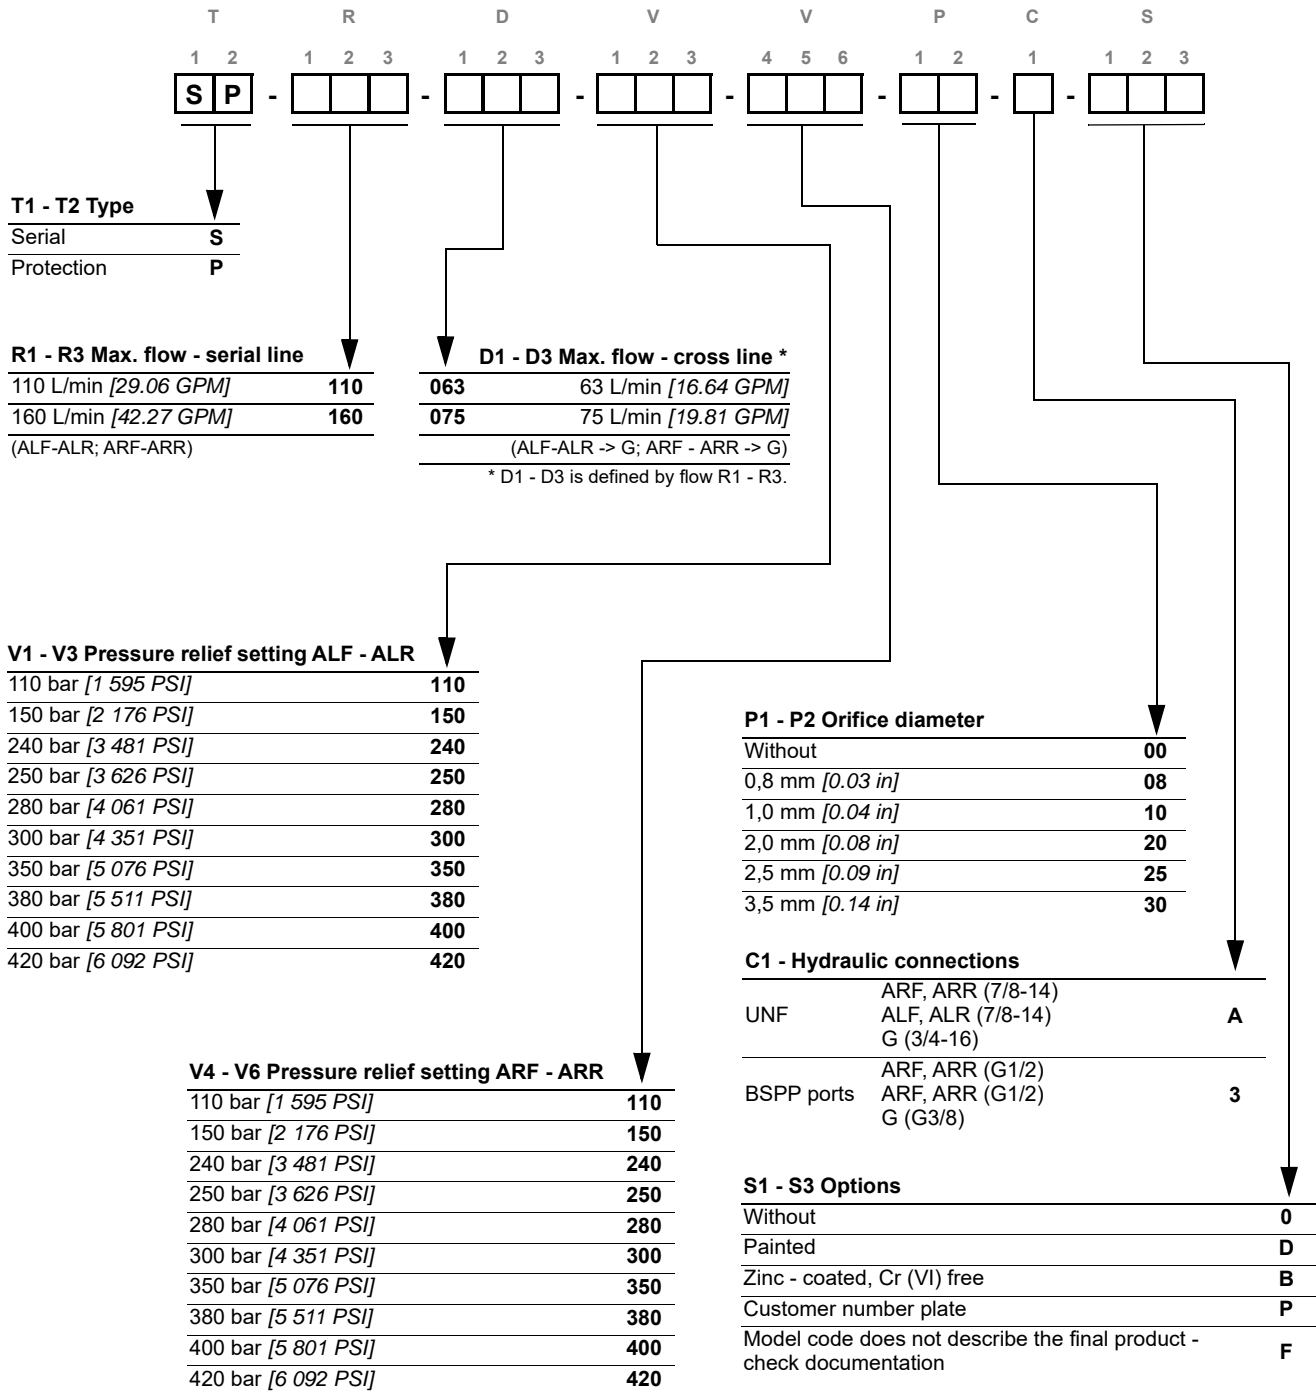 T R D V V P C S
1 2 1 2 3 1 2 3 1 2 3 4 5 6 1 2 1 1 2 3
S P - - - - - - -
T1 - T2 Type
Serial S
Protection P
R1 - R3 Max. flow - serial line
110 L/min [29.06 GPM] 110
160 L/min [42.27 GPM] 160
(ALF-ALR; ARF-ARR)
D1 - D3 Max. flow - cross line *
063 63 L/min [16.64 GPM]
075 75 L/min [19.81 GPM]
(ALF-ALR -> G; ARF - ARR -> G)
* D1 - D3 is defined by flow R1 - R3.
V1 - V3 Pressure relief setting ALF - ALR
110 bar [1 595 PSI] 110
150 bar [2 176 PSI] 150
240 bar [3 481 PSI] 240
250 bar [3 626 PSI] 250
280 bar [4 061 PSI] 280
300 bar [4 351 PSI] 300
350 bar [5 076 PSI] 350
380 bar [5 511 PSI] 380
400 bar [5 801 PSI] 400
420 bar [6 092 PSI] 420
V4 - V6 Pressure relief setting ARF - ARR
110 bar [1 595 PSI] 110
150 bar [2 176 PSI] 150
240 bar [3 481 PSI] 240
250 bar [3 626 PSI] 250
280 bar [4 061 PSI] 280
300 bar [4 351 PSI] 300
350 bar [5 076 PSI] 350
380 bar [5 511 PSI] 380
400 bar [5 801 PSI] 400
420 bar [6 092 PSI] 420
P1 - P2 Orifice diameter
Without 00
0,8 mm [0.03 in] 08
1,0 mm [0.04 in] 10
2,0 mm [0.08 in] 20
2,5 mm [0.09 in] 25
3,5 mm [0.14 in] 30
C1 - Hydraulic connections
ARF, ARR (7/8-14)
UNF ALF, ALR (7/8-14) A
G (3/4-16)
ARF, ARR (G1/2)
BSPP ports ARF, ARR (G1/2) 3
G (G3/8)
S1 - S3 Options
Without 0
Painted D
Zinc - coated, Cr (VI) free B
Customer number plate P
Model code does not describe the final product -
check documentation F